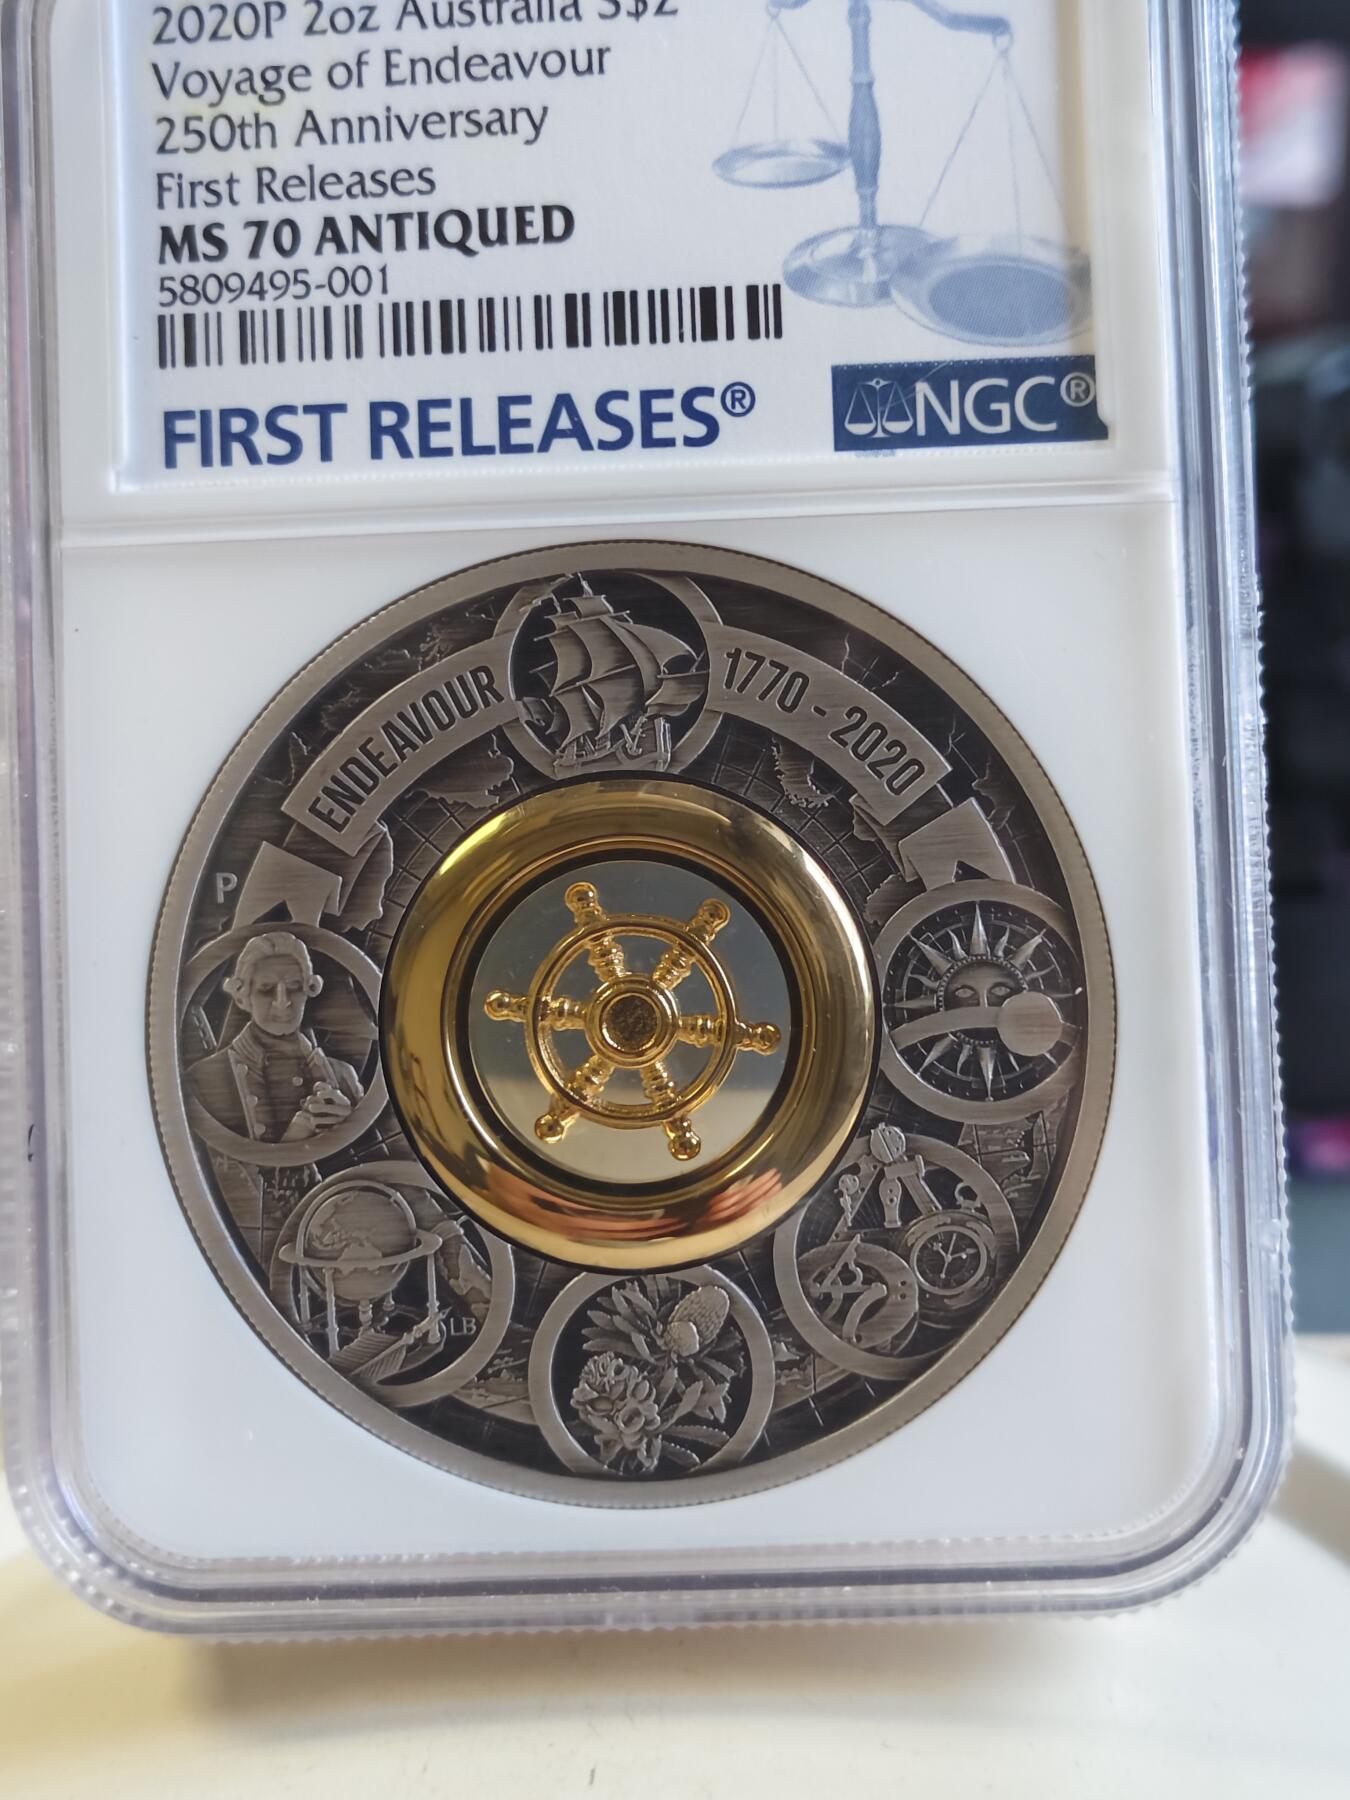 2020P 2oz Australia S$2
Voyage of Endeavour
250th Anniversary
First Releases
MS 70 ANTIQUED
5809495-001
FIRST RELEASES®
NGC®
ENDEAVOUR
1770 - 2020
P
LB